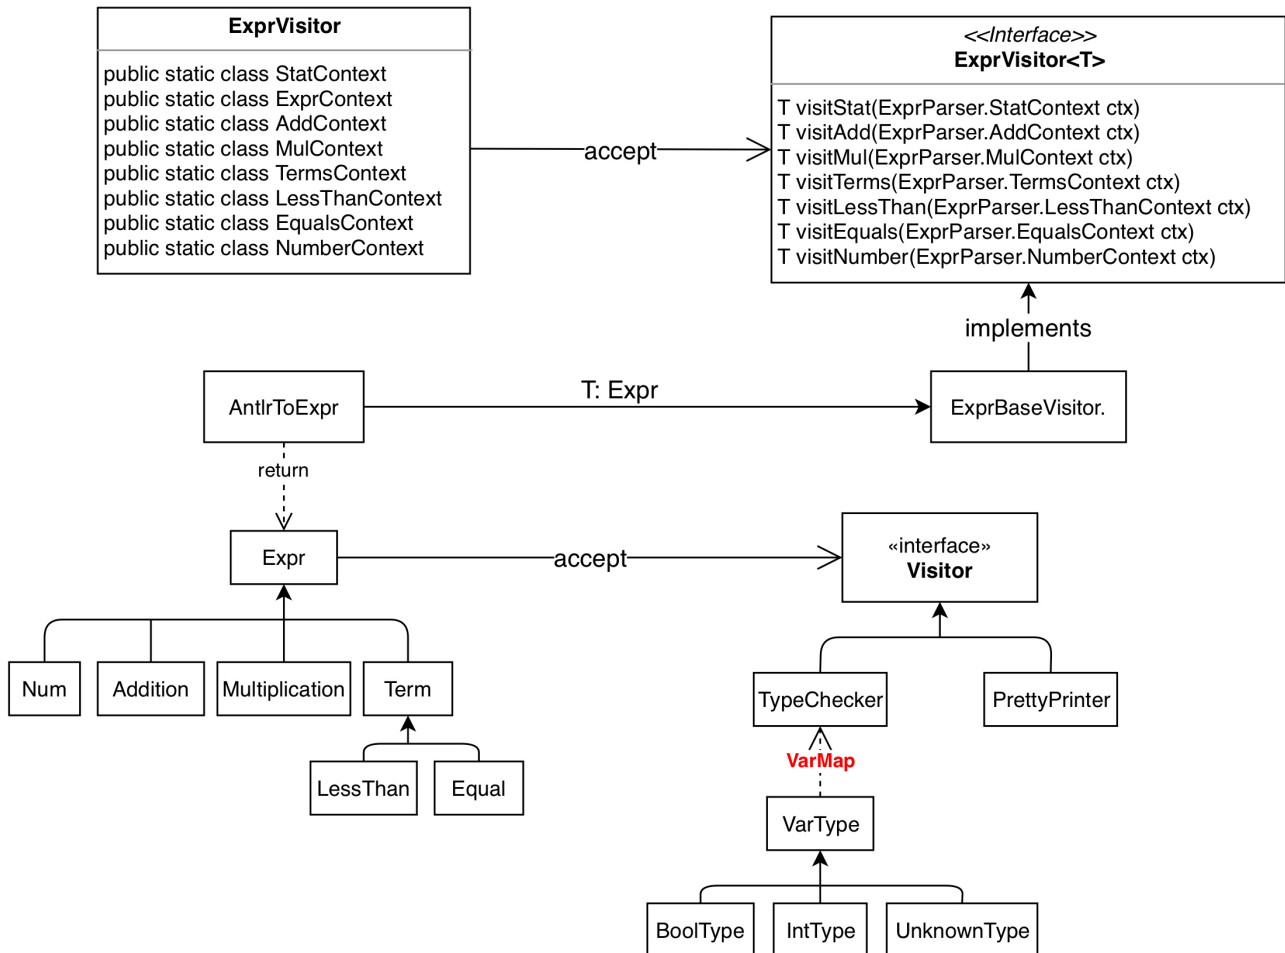 ExprVisitor
public static class StatContext
public static class ExprContext
public static class AddContext
public static class MulContext
public static class TermsContext
public static class LessThanContext
public static class EqualsContext
public static class NumberContext
accept
<<Interface>>
ExprVisitor<T>
T visitStat(ExprParser.StatContext ctx)
T visitAdd(ExprParser.AddContext ctx)
T visitMul(ExprParser.MulContext ctx)
T visitTerms(ExprParser.TermsContext ctx)
T visitLessThan(ExprParser.LessThanContext ctx)
T visitEquals(ExprParser.EqualsContext ctx)
T visitNumber(ExprParser.NumberContext ctx)
implements
AntlrToExpr
T: Expr
ExprBaseVisitor.
return
Expr
accept
«interface»
Visitor
Num
Addition
Multiplication
Term
TypeChecker
PrettyPrinter
VarMap
LessThan
Equal
VarType
BoolType
IntType
UnknownType